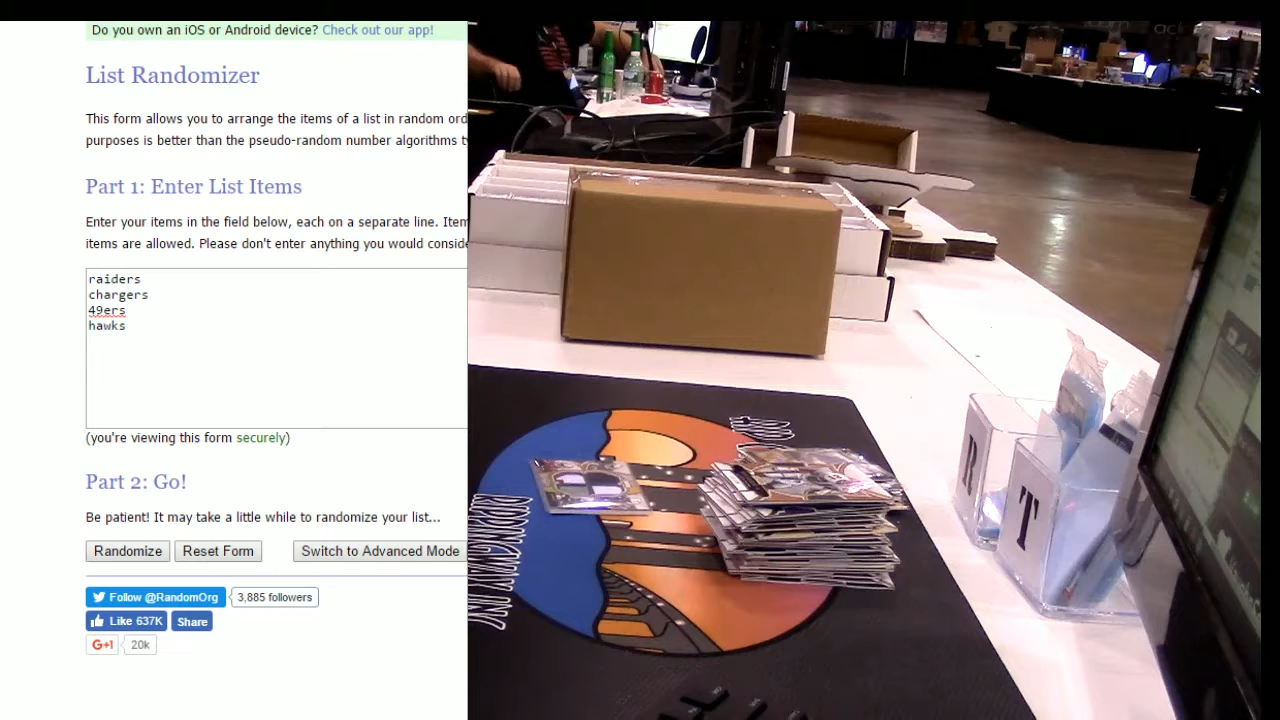 Do you own an iOS or Android device? Check out our app!
List Randomizer
This form allows you to arrange the items of a list in random ord
purposes is better than the pseudo-random number algorithms t
Part 1: Enter List Items
Enter your items in the field below, each on a separate line. Item
items are allowed. Please don't enter anything you would conside
raiders
chargers
49ers
hawks
(you're viewing this form securely)
Part 2: Go!
Be patient! It may take a little while to randomize your list...
Randomize Reset Form Switch to Advanced Mode
Follow @RandomOrg 3,885 followers
Like 637K Share
G+1 20k
R
T